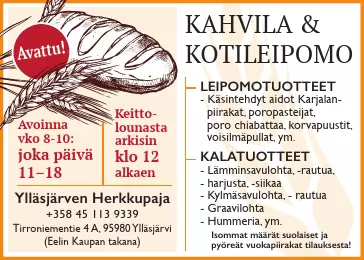 Avattu!
Avoinna
vko 8-10:
joka päivä
11–18
Keitto-
lounasta
arkisin
klo 12
alkaen
Ylläsjärven Herkkupaja
+358 45 113 9339
Tirroniementie 4 A, 95980 Ylläsjärvi
(Eelin Kaupan takana)
KAHVILA &
KOTILEIPOMO
LEIPOMOTUOTTEET
- Käsintehdyt aidot Karjalan-
piirakat, poropasteijat,
poro chiabattaa, korvapuustit,
voisilmäpullat, ym.
KALATUOTTEET
- Lämminsavulohta, -rautua,
- harjusta, -siikaa
- Kylmäsavulohta, - rautua
- Graavilohta
- Hummeria, ym.
Isommat määrät suolaiset ja
pyöreät vuokapiirakat tilauksesta!